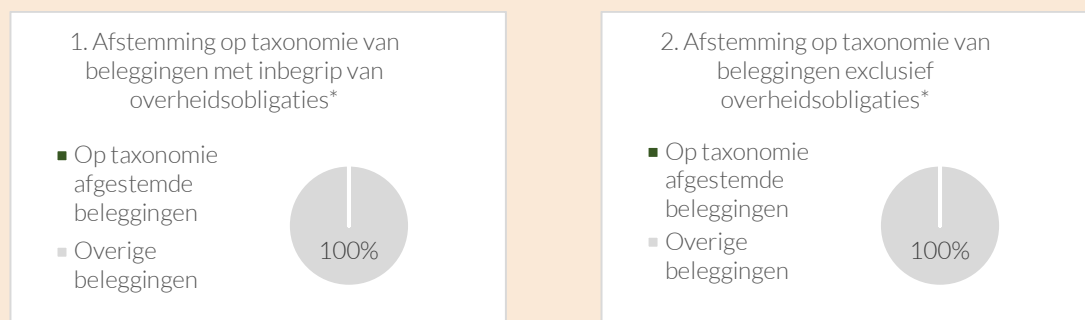 1. Afstemming op taxonomie van
beleggingen met inbegrip van
overheidsobligaties*
Op taxonomie
afgestemde
beleggingen
Overige
beleggingen
100%
2. Afstemming op taxonomie van
beleggingen exclusief
overheidsobligaties*
Op taxonomie
afgestemde
beleggingen
Overige
beleggingen
100%